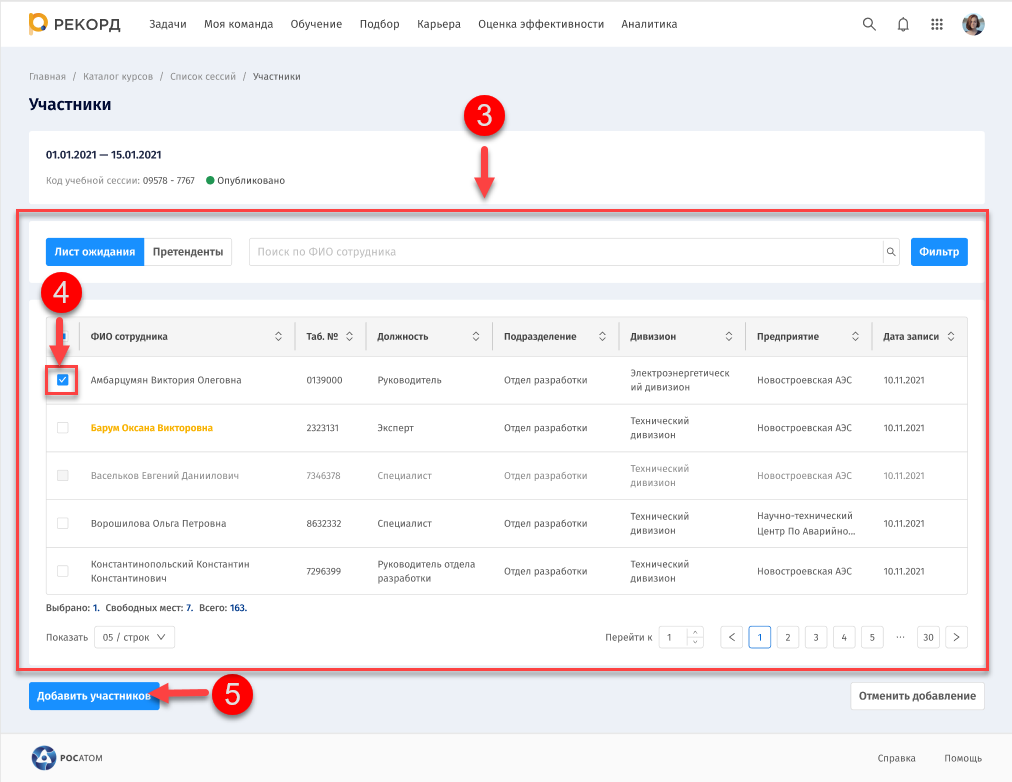 РЕКОРД Задачи Моя команда Обучение Подбор Карьера Оценка эффективности Аналитика
Главная / Каталог курсов / Список сессий / Участники
Участники
3
01.01.2021 — 15.01.2021
Код учебной сессии: 09578 - 7767 Опубликовано
Лист ожидания Претенденты Поиск по ФИО сотрудника Фильтр
4
ФИО сотрудника Таб. № Должность Подразделение Дивизион Предприятие Дата записи
Амбарцумян Виктория Олеговна 0139000 Руководитель Отдел разработки Электроэнергетическ Новостроевская АЭС 10.11.2021
ий дивизион
Барум Оксана Викторовна 2323131 Эксперт Отдел разработки Технический Новостроевская АЭС 10.11.2021
дивизион
Васельков Евгений Даниилович 7346378 Специалист Отдел разработки Технический Новостроевская АЭС 10.11.2021
дивизион
Ворошилова Ольга Петровна 8632332 Специалист Отдел разработки Технический Научно-технический 10.11.2021
дивизион Центр По Аварийно...
Константинопольский Константин 7296399 Руководитель отдела Отдел разработки Технический Новостроевская АЭС 10.11.2021
Константинович разработки дивизион
Выбрано: 1. Свободных мест: 7. Всего: 163.
Показать 05 / строк Перейти к 1 < 1 2 3 4 5 ... 30 >
Добавить участников 5 Отменить добавление
РОСАТОМ Справка Помощь